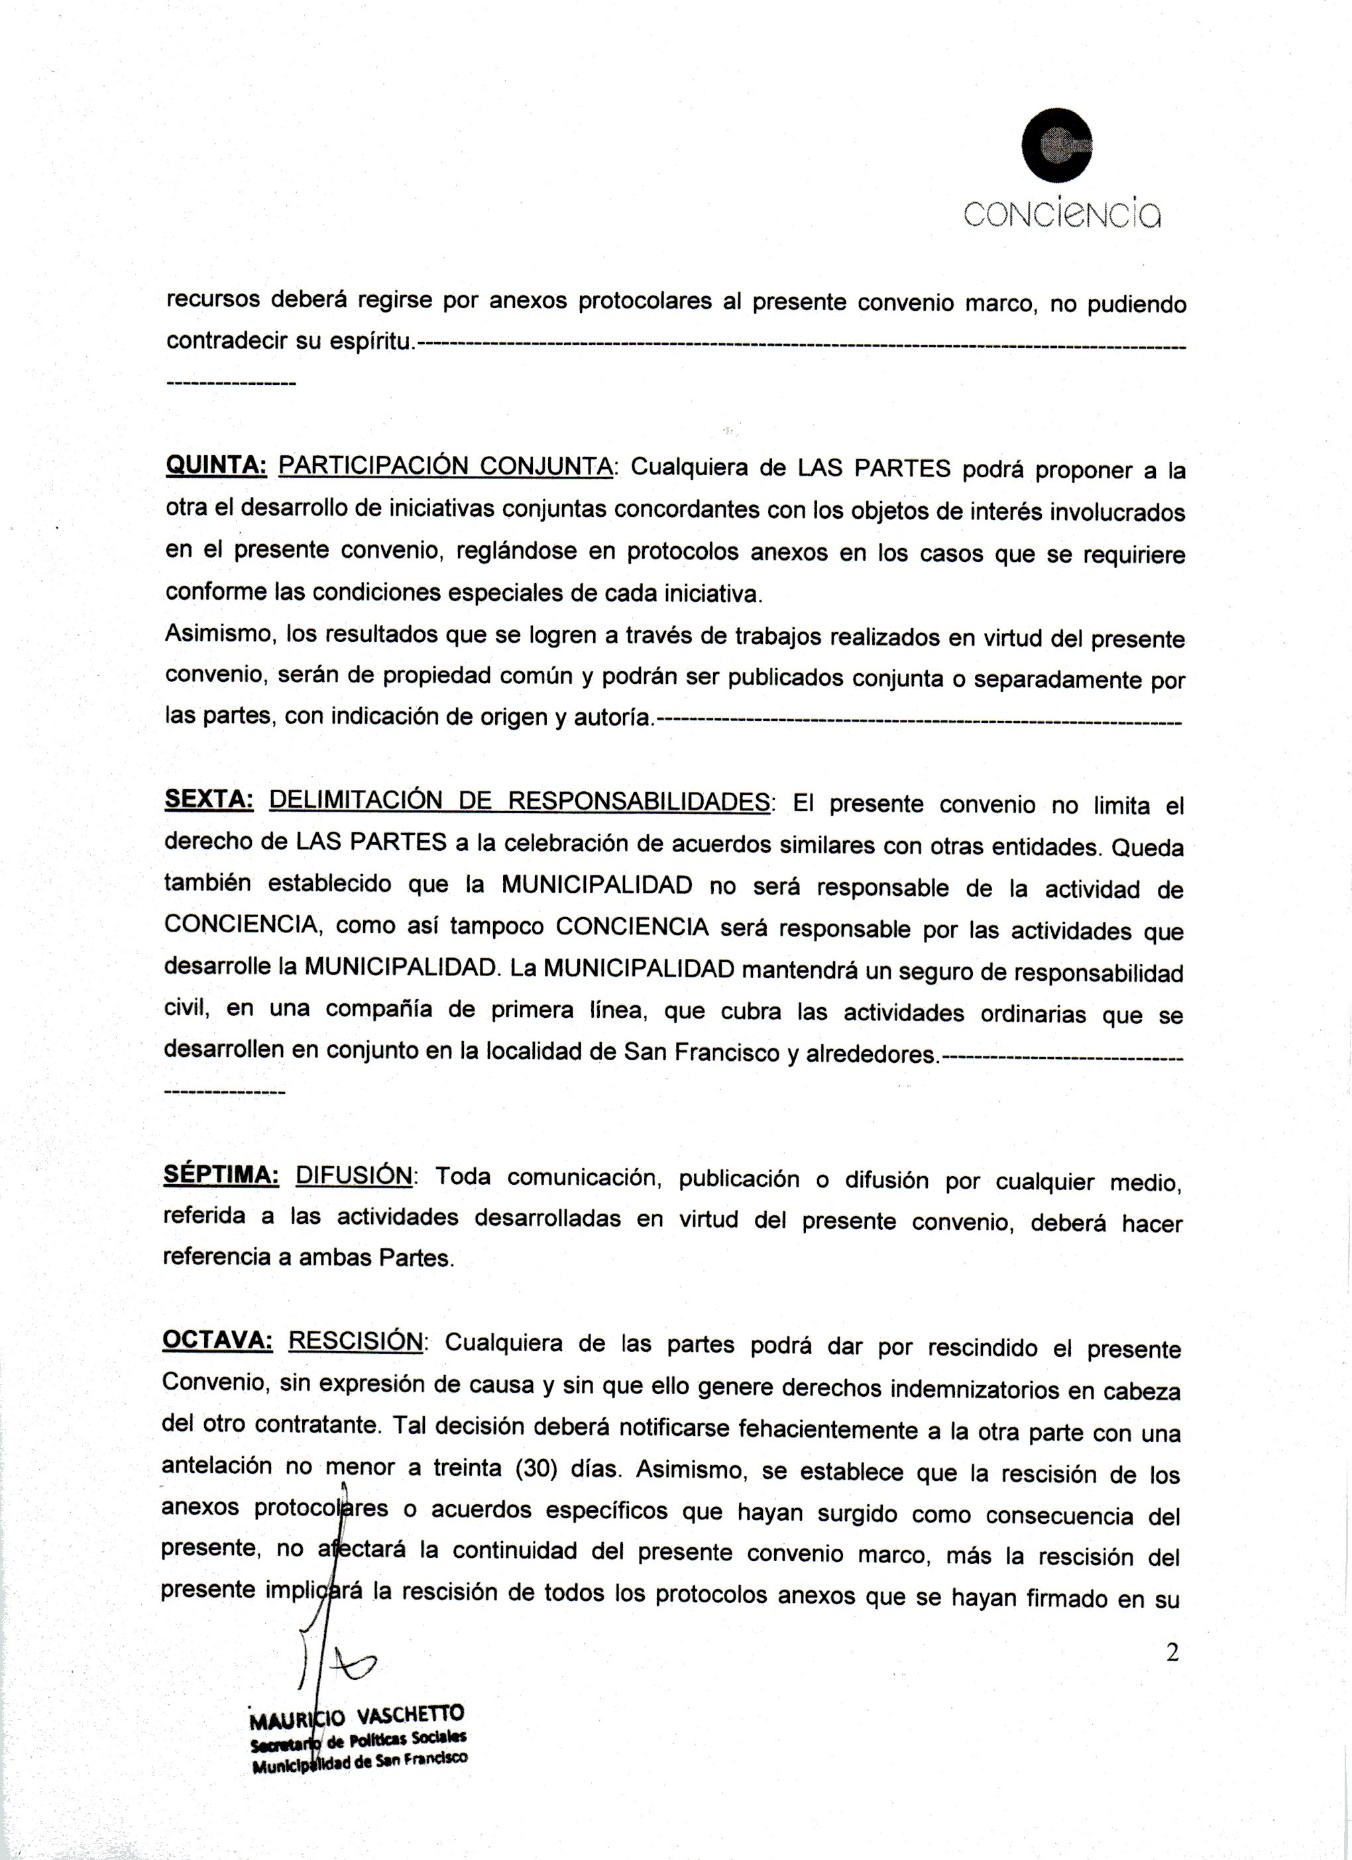 CONCIENCIA
recursos deberá regirse por anexos protocolares al presente convenio marco, no pudiendo
contradecir su espíritu.-----------------------------------------------------------------------------------------------
----------------
QUINTA: PARTICIPACIÓN CONJUNTA: Cualquiera de LAS PARTES podrá proponer a la
otra el desarrollo de iniciativas conjuntas concordantes con los objetos de interés involucrados
en el presente convenio, reglándose en protocolos anexos en los casos que se requiriere
conforme las condiciones especiales de cada iniciativa.
Asimismo, los resultados que se logren a través de trabajos realizados en virtud del presente
convenio, serán de propiedad común y podrán ser publicados conjunta o separadamente por
las partes, con indicación de origen y autoría.-----------------------------------------------------------------
SEXTA: DELIMITACIÓN DE RESPONSABILIDADES: El presente convenio no limita el
derecho de LAS PARTES a la celebración de acuerdos similares con otras entidades. Queda
también establecido que la MUNICIPALIDAD no será responsable de la actividad de
CONCIENCIA, como así tampoco CONCIENCIA será responsable por las actividades que
desarrolle la MUNICIPALIDAD. La MUNICIPALIDAD mantendrá un seguro de responsabilidad
civil, en una compañía de primera línea, que cubra las actividades ordinarias que se
desarrollen en conjunto en la localidad de San Francisco y alrededores.------------------------------
---------------
SÉPTIMA: DIFUSIÓN: Toda comunicación, publicación o difusión por cualquier medio,
referida a las actividades desarrolladas en virtud del presente convenio, deberá hacer
referencia a ambas Partes.
OCTAVA: RESCISIÓN: Cualquiera de las partes podrá dar por rescindido el presente
Convenio, sin expresión de causa y sin que ello genere derechos indemnizatorios en cabeza
del otro contratante. Tal decisión deberá notificarse fehacientemente a la otra parte con una
antelación no menor a treinta (30) días. Asimismo, se establece que la rescisión de los
anexos protocolares o acuerdos específicos que hayan surgido como consecuencia del
presente, no afectará la continuidad del presente convenio marco, más la rescisión del
presente implicará la rescisión de todos los protocolos anexos que se hayan firmado en su
2
MAURICIO VASCHETTO
Secretario de Políticas Sociales
Municipalidad de San Francisco